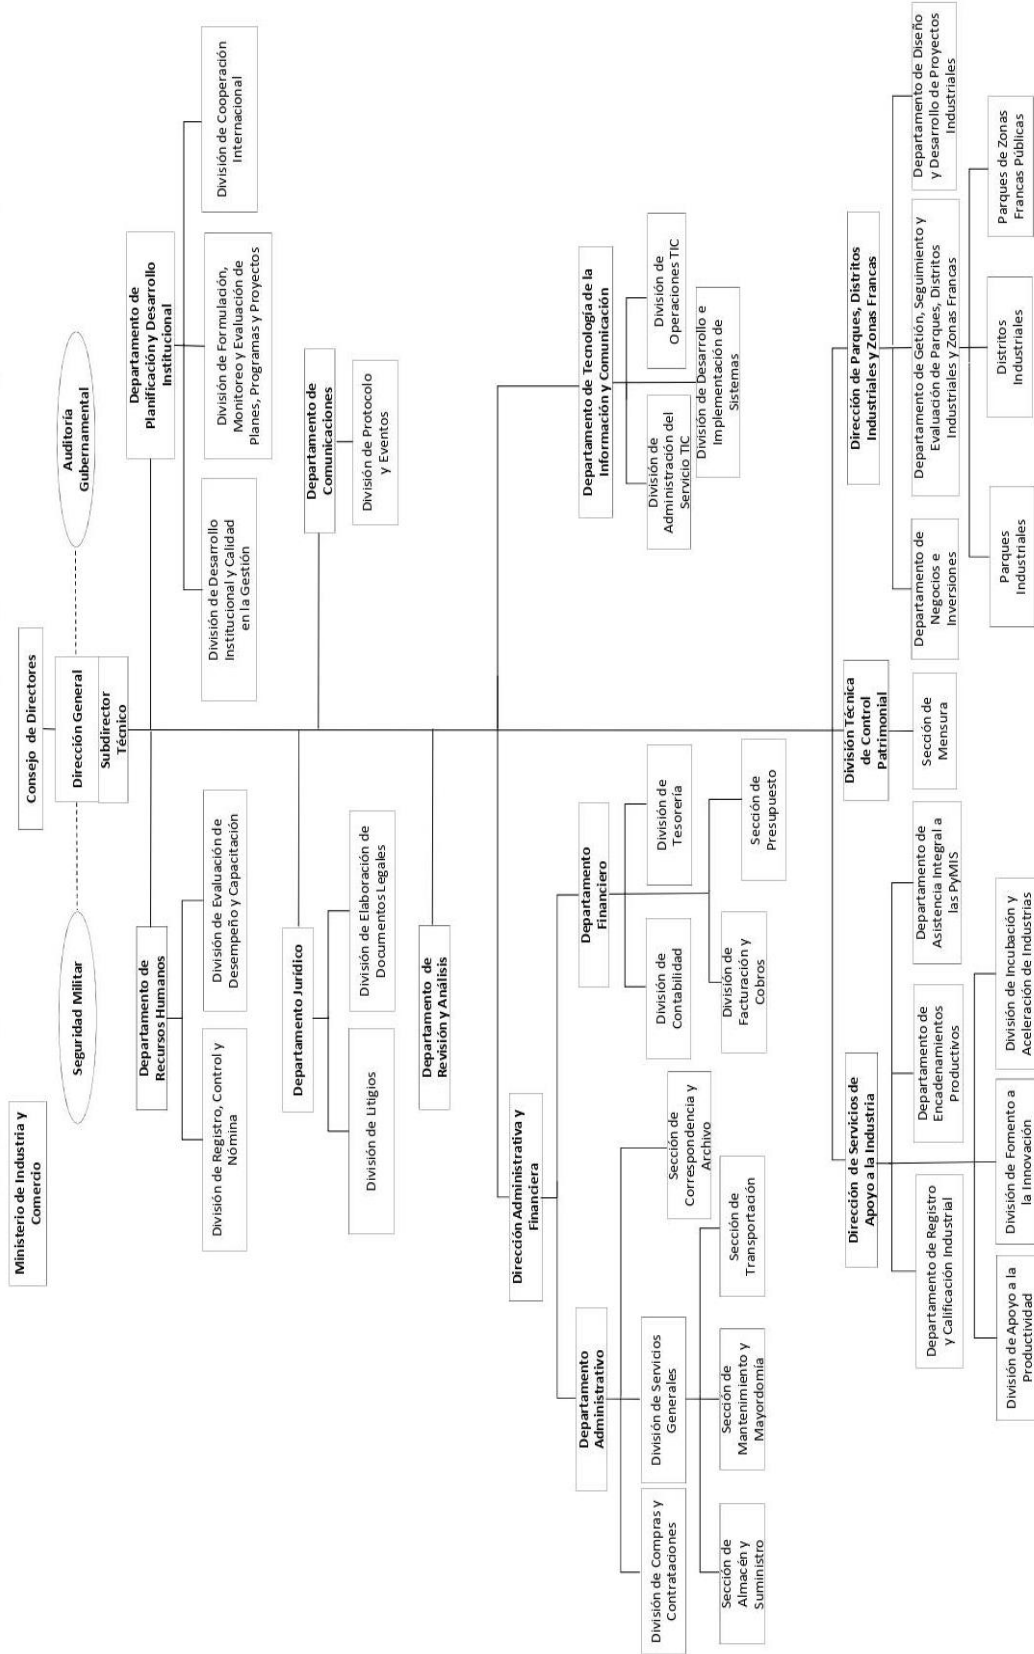 Ministerio de Industria y
Comercio
Consejo de Directores
Seguridad Militar
Dirección General
Auditoría
Gubernamental
Subdirector
Técnico
Departamento de
Recursos Humanos
Departamento de
Planificación y Desarrollo
Institucional
División de Registro, Control y
Nómina
División de Evaluación de
Desempeño y Capacitación
División de Desarrollo
Institucional y Calidad
en la Gestión
División de Formulación,
Monitoreo y Evaluación de
Planes, Programas y Proyectos
División de Cooperación
Internacional
Departamento Jurídico
Departamento de
Comunicaciones
División de Litigios
División de Elaboración de
Documentos Legales
División de Protocolo
y Eventos
Departamento de
Revisión y Análisis
Dirección Administrativa y
Financiera
Departamento de Tecnología de la
Información y Comunicación
Departamento
Administrativo
Departamento
Financiero
División de
Administración del
Servicio TIC
División de
Operaciones TIC
División de Desarrollo e
Implementación de
Sistemas
División de Compras y
Contrataciones
División de Servicios
Generales
Sección de
Correspondencia y
Archivo
División de
Contabilidad
División de
Tesorería
Sección de
Almacén y
Suministro
Sección de
Mantenimiento y
Mayordomía
Sección de
Transportación
División de
Facturación y
Cobros
Sección de
Presupuesto
Dirección de Servicios de
Apoyo a la Industria
División Técnica
de Control
Patrimonial
Dirección de Parques, Distritos
Industriales y Zonas Francas
Departamento de Registro
y Calificación Industrial
Departamento de
Encadenamientos
Productivos
Departamento de
Asistencia Integral a
las PyMIS
Sección de
Mensura
Departamento de
Negocios e
Inversiones
Departamento de Getión, Seguimiento y
Evaluación de Parques, Distritos
Industriales y Zonas Francas
Departamento de Diseño
y Desarrollo de Proyectos
Industriales
División de Apoyo a la
Productividad
División de Fomento a
la Innovación
División de Incubación y
Aceleración de Industrias
Parques
Industriales
Distritos
Industriales
Parques de Zonas
Francas Públicas